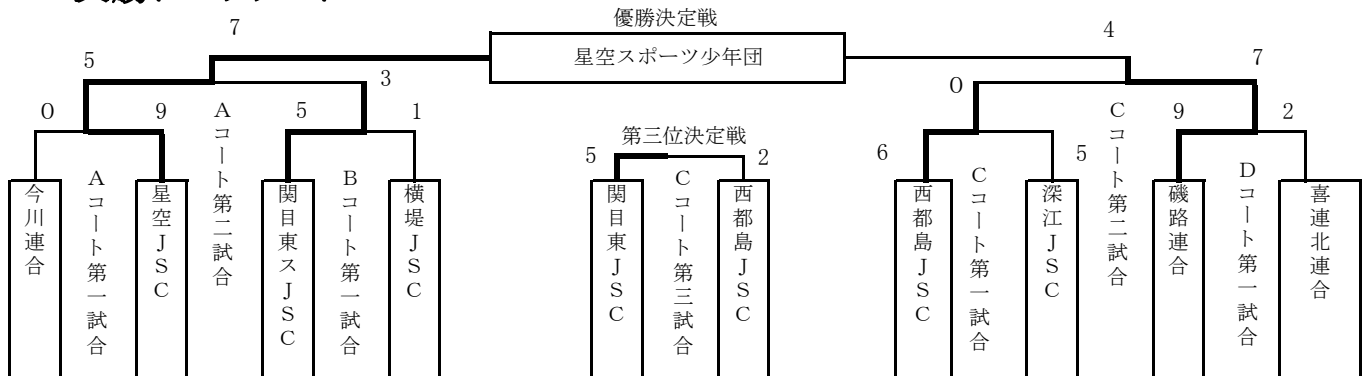 優勝決定戦
7
星空スポーツ少年団
4
5
3
0
7
0
9
Aコート第二試合
5
1
第三位決定戦
5
2
6
5
Cコート第二試合
9
2
今川連合
Aコート第一試合
星空JSC
関目東スJSC
Bコート第一試合
横堤JSC
関目東JSC
Cコート第三試合
西都島JSC
西都島JSC
Cコート第一試合
深江JSC
磯路連合
Dコート第一試合
喜連北連合